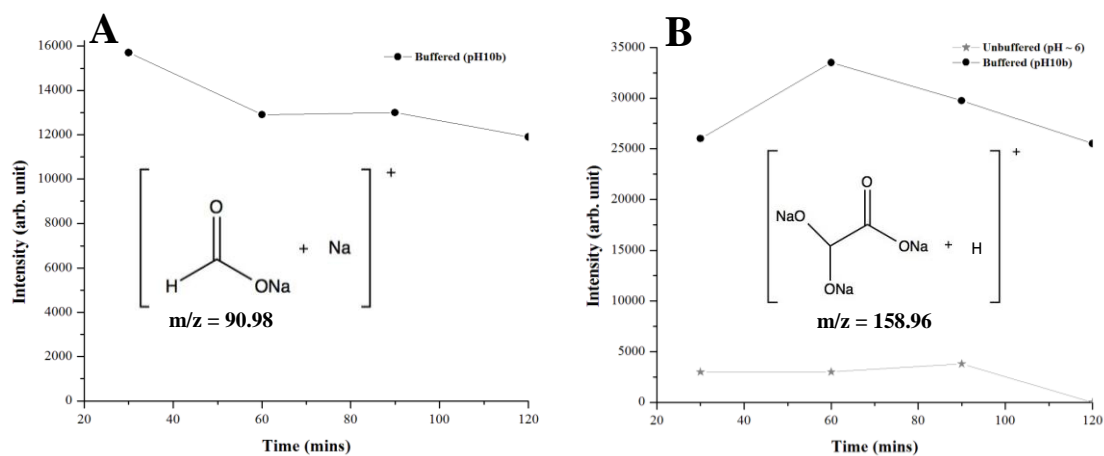 A
Buffered (pH10b)
16000
14000
12000
10000
8000
6000
4000
2000
0
Intensity (arb. unit)
O
H
ONa
+ Na
+
m/z = 90.98
20
40
60
80
100
120
Time (mins)
B
Unbuffered (pH ~ 6)
Buffered (pH10b)
35000
30000
25000
20000
15000
10000
5000
0
Intensity (arb. unit)
+
O
NaO
ONa
+ H
ONa
m/z = 158.96
20
40
60
80
100
120
Time (mins)